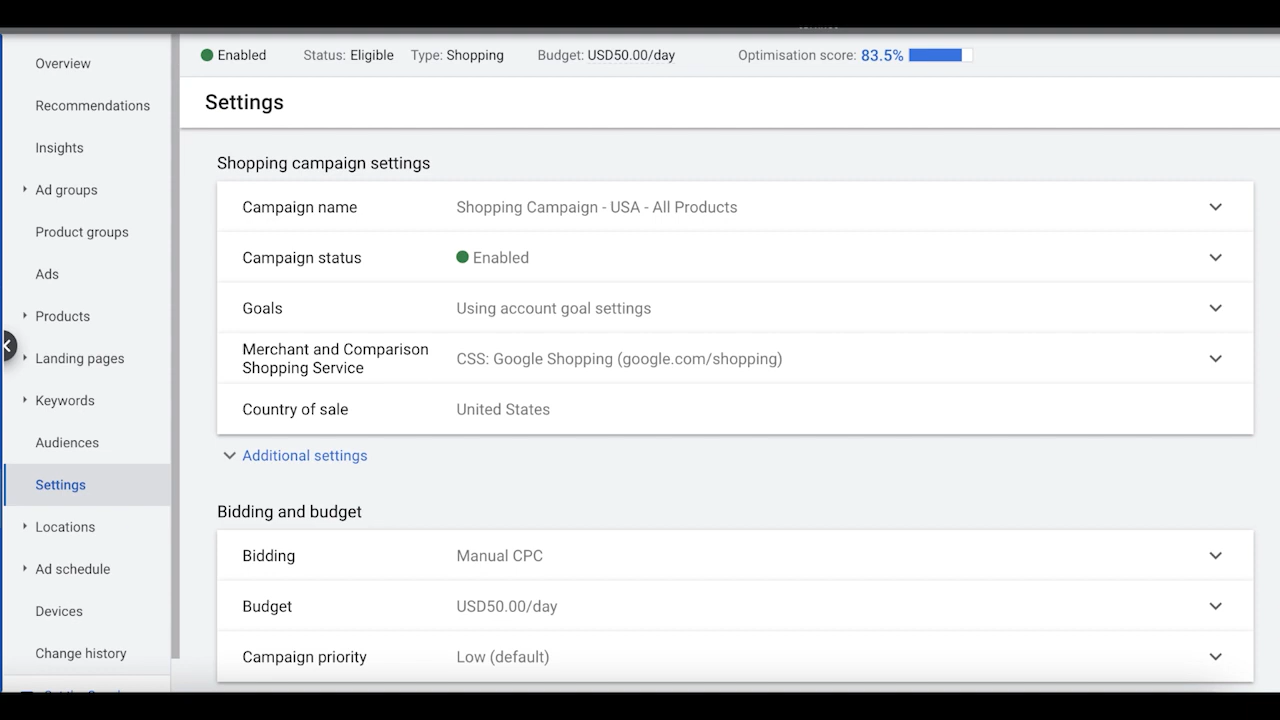 Enabled Status: Eligible Type: Shopping Budget: USD50.00/day Optimisation score: 83.5%
Overview
Recommendations
Insights
Ad groups
Product groups
Ads
Products
Landing pages
Keywords
Audiences
Settings
Locations
Ad schedule
Devices
Change history
Settings
Shopping campaign settings
Campaign name Shopping Campaign - USA - All Products
Campaign status Enabled
Goals Using account goal settings
Merchant and Comparison
Shopping Service CSS: Google Shopping (google.com/shopping)
Country of sale United States
Additional settings
Bidding and budget
Bidding Manual CPC
Budget USD50.00/day
Campaign priority Low (default)